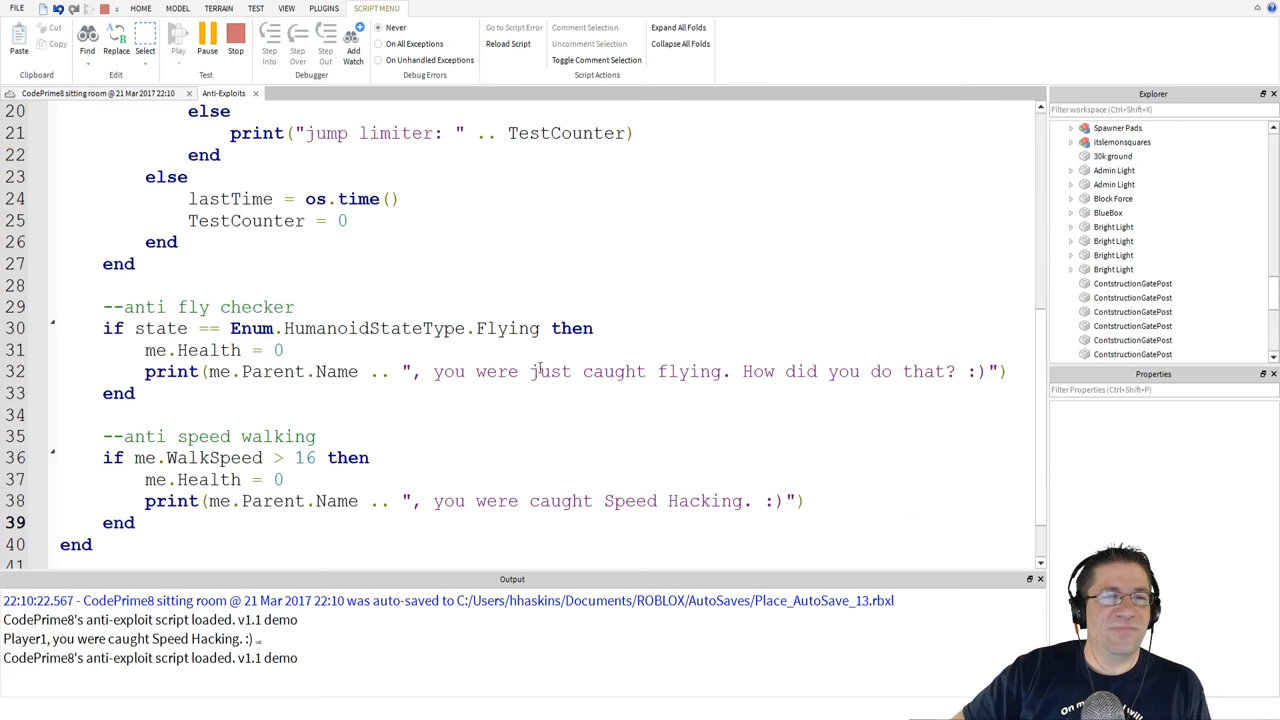 FILE HOME MODEL TERRAIN TEST VIEW PLUGINS SCRIPT MENU
Paste Cut Copy Clipboard
Find Replace Select Edit
Play Pause Stop Test
Step Into Step Over Step Out Add Watch Debugger
Never
On All Exceptions
On Unhandled Exceptions
Debug Errors
Go to Script Error
Reload Script
Comment Selection
Uncomment Selection
Toggle Comment Selection
Expand All Folds
Collapse All Folds
Script Actions
CodePrime8 sitting room @ 21 Mar 2017 22:10 × Anti-Exploits ×
20 else
21 print("jump limiter: " .. TestCounter)
22 end
23 else
24 lastTime = os.time()
25 TestCounter = 0
26 end
27 end
28
29 --anti fly checker
30 if state == Enum.HumanoidStateType.Flying then
31 me.Health = 0
32 print(me.Parent.Name .. ", you were just caught flying. How did you do that? :)")
33 end
34
35 --anti speed walking
36 if me.WalkSpeed > 16 then
37 me.Health = 0
38 print(me.Parent.Name .. ", you were caught Speed Hacking. :)")
39 end
40 end
41
Explorer
Filter workspace (Ctrl+Shift+X)
Spawner Pads
itslemonsquares
30k ground
Admin Light
Admin Light
Block Force
BlueBox
Bright Light
Bright Light
Bright Light
Bright Light
ContstructionGatePost
ContstructionGatePost
ContstructionGatePost
ContstructionGatePost
ContstructionGatePost
ContstructionGatePost
Properties
Filter Properties (Ctrl+Shift+P)
Output
22:10:22.567 - CodePrime8 sitting room @ 21 Mar 2017 22:10 was auto-saved to C:/Users/hhaskins/Documents/ROBLOX/AutoSaves/Place_AutoSave_13.rbxl
CodePrime8's anti-exploit script loaded. v1.1 demo
Player1, you were caught Speed Hacking. :)
CodePrime8's anti-exploit script loaded. v1.1 demo